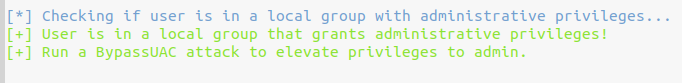 [*] Checking if user is in a local group with administrative privileges...
[+] User is in a local group that grants administrative privileges!
[+] Run a BypassUAC attack to elevate privileges to admin.